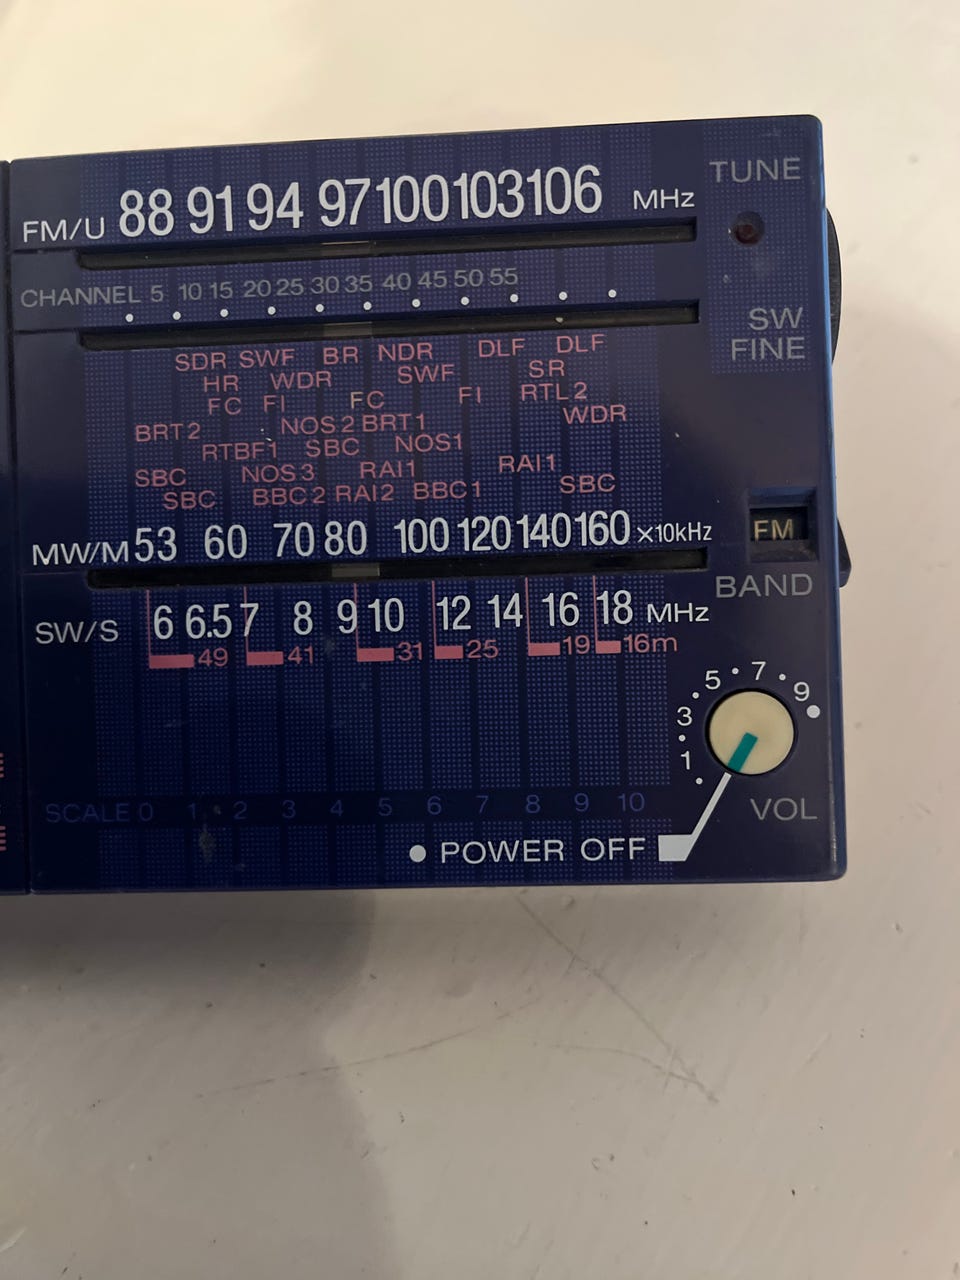 TUNE
FM/U 88 91 94 97 100 103 106 MHz
CHANNEL 5 10 15 20 25 30 35 40 45 50 55
SW
FINE
SDR SWF BR NDR DLF DLF
HR WDR SWF SR
FC FI FC FI RTL2
BRT2 NOS2 BRT1 WDR
RTBF1 SBC NOS1
SBC NOS3 RAI1 RAI1
SBC BBC2 RAI2 BBC1 SBC
MW/M 53 60 70 80 100 120 140 160 ×10kHz
FM
BAND
SW/S 6 6.5 7 8 9 10 12 14 16 18 MHz
49 41 31 25 19 16m
1 3 5 7 9
VOL
SCALE 0 1 2 3 4 5 6 7 8 9 10
POWER OFF